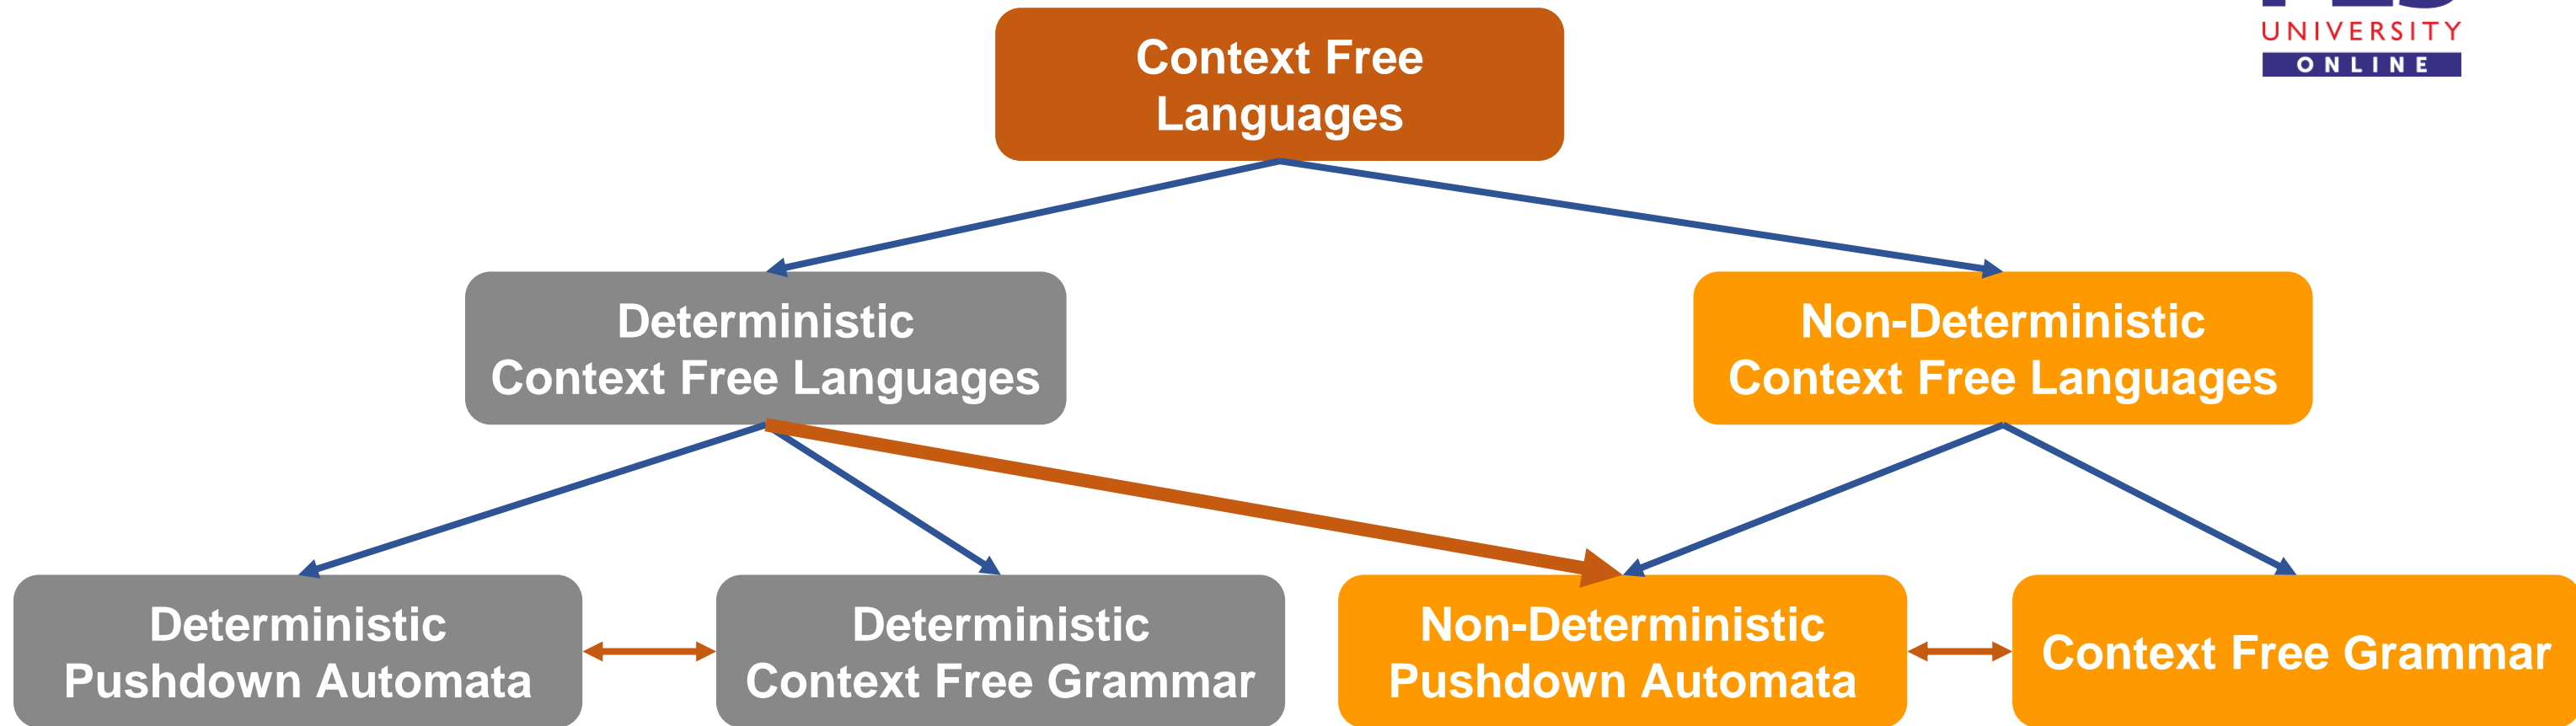 UNIVERSITY
ONLINE
Context Free
Languages
Deterministic
Context Free Languages
Non-Deterministic
Context Free Languages
Deterministic
Pushdown Automata
Deterministic
Context Free Grammar
Non-Deterministic
Pushdown Automata
Context Free Grammar